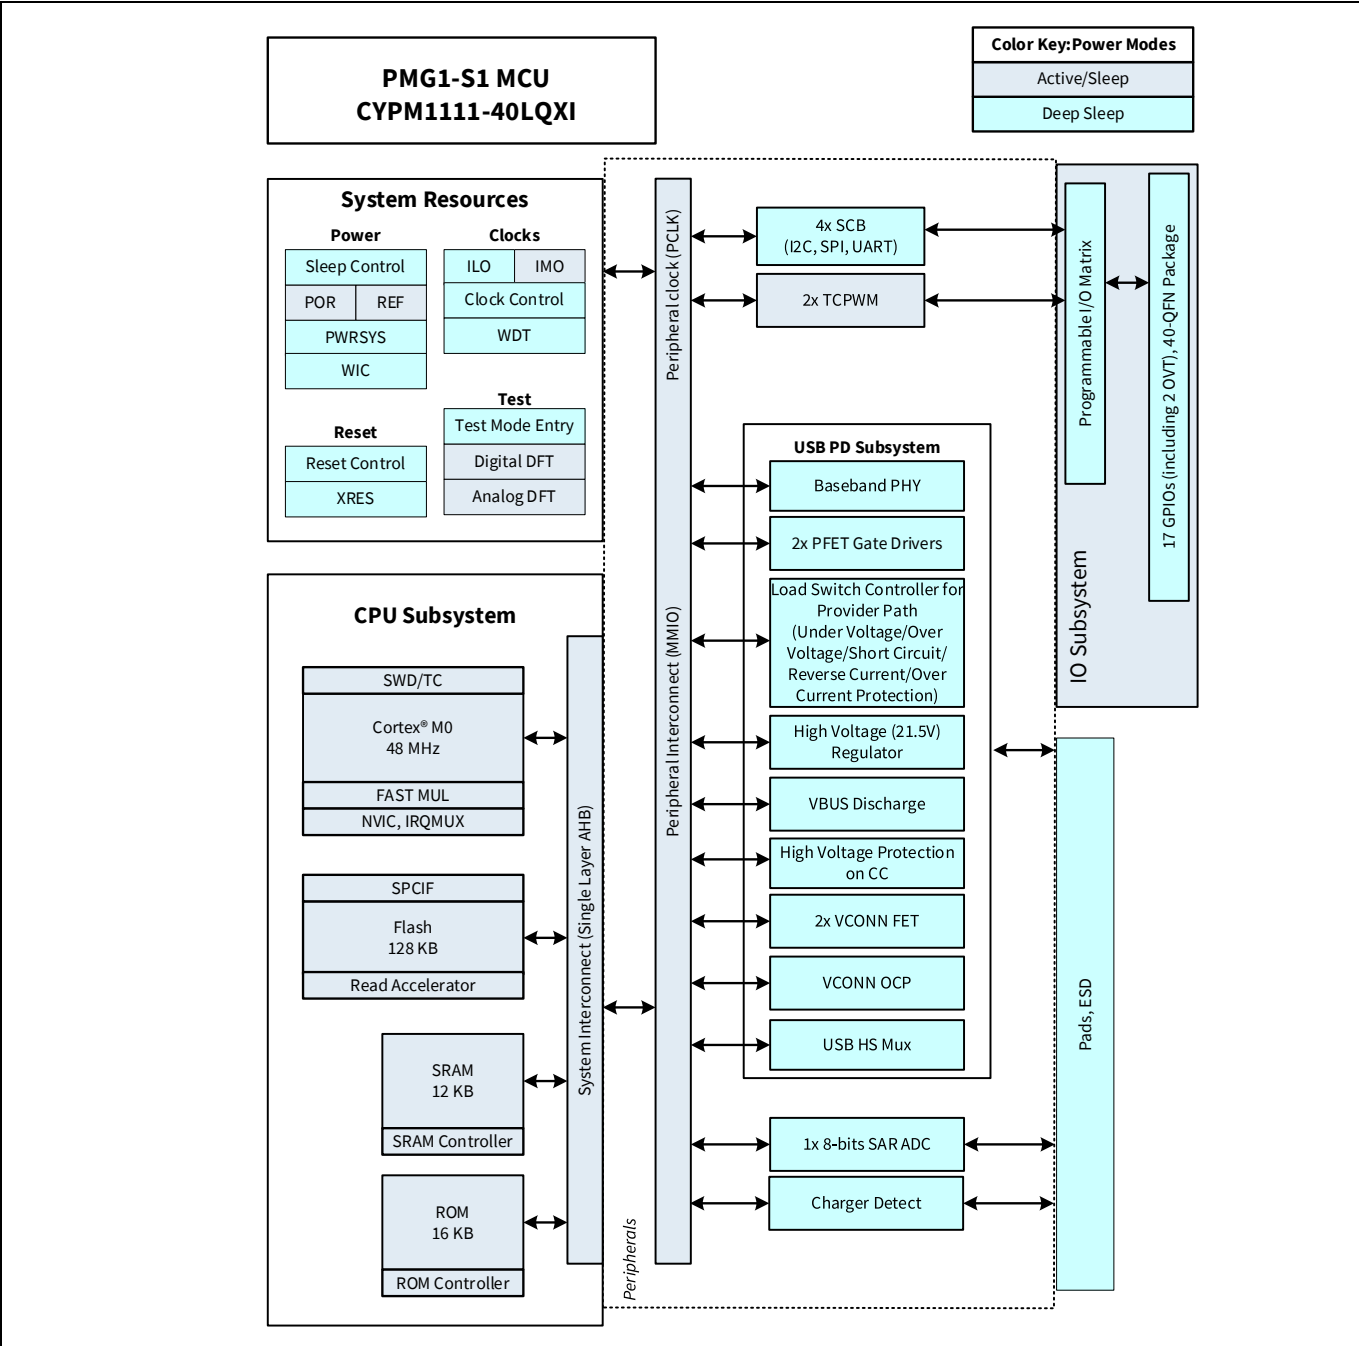 PMG1-S1 MCU
CYPM1111-40LQXI
Color Key:Power Modes
Active/Sleep
Deep Sleep
System Resources
Power
Sleep Control
POR
REF
PWRSYS
WIC
Clocks
ILO
IMO
Clock Control
WDT
Reset
Reset Control
XRES
Test
Test Mode Entry
Digital DFT
Analog DFT
CPU Subsystem
SWD/TC
Cortex® M0
48 MHz
FAST MUL
NVIC, IRQMUX
SPCIF
Flash
128 KB
Read Accelerator
SRAM
12 KB
SRAM Controller
ROM
16 KB
ROM Controller
System Interconnect (Single Layer AHB)
Peripherals
Peripheral clock (PCLK)
Peripheral Interconnect (MMIO)
4x SCB
(I2C, SPI, UART)
2x TCPWM
USB PD Subsystem
Baseband PHY
2x PFET Gate Drivers
Load Switch Controller for
Provider Path
(Under Voltage/Over
Voltage/Short Circuit/
Reverse Current/Over
Current Protection)
High Voltage (21.5V)
Regulator
VBUS Discharge
High Voltage Protection
on CC
2x VCONN FET
VCONN OCP
USB HS Mux
1x 8-bits SAR ADC
Charger Detect
Programmable I/O Matrix
17 GPIOs (including 2 OVT), 40-QFN Package
IO Subsystem
Pads, ESD